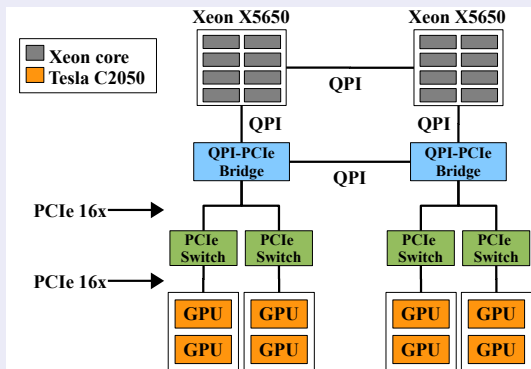 Xeon X5650 Xeon X5650
Xeon core
Tesla C2050
QPI
QPI QPI
QPI-PCIe QPI-PCIe
Bridge Bridge
QPI
PCIe 16x
PCIe PCIe PCIe PCIe
Switch Switch Switch Switch
PCIe 16x
GPU GPU GPU GPU
GPU GPU GPU GPU